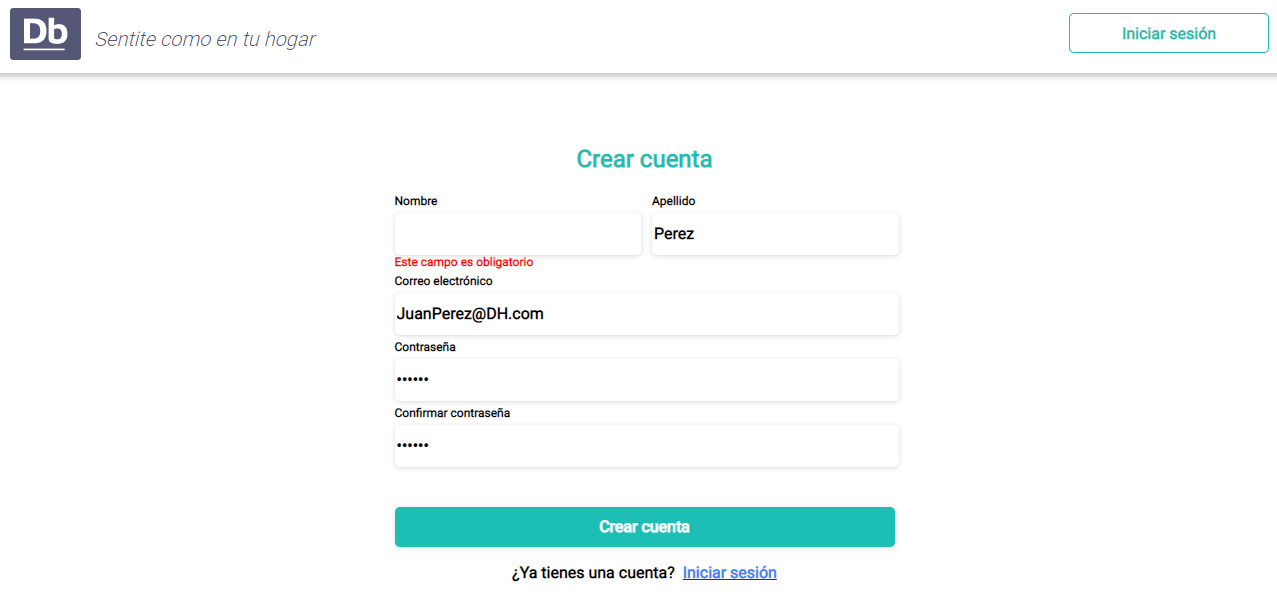 Db Sentite como en tu hogar Iniciar sesión
Crear cuenta
Nombre Apellido
Perez
Este campo es obligatorio
Correo electrónico
JuanPerez@DH.com
Contraseña
••••••
Confirmar contraseña
••••••
Crear cuenta
¿Ya tienes una cuenta? Iniciar sesión